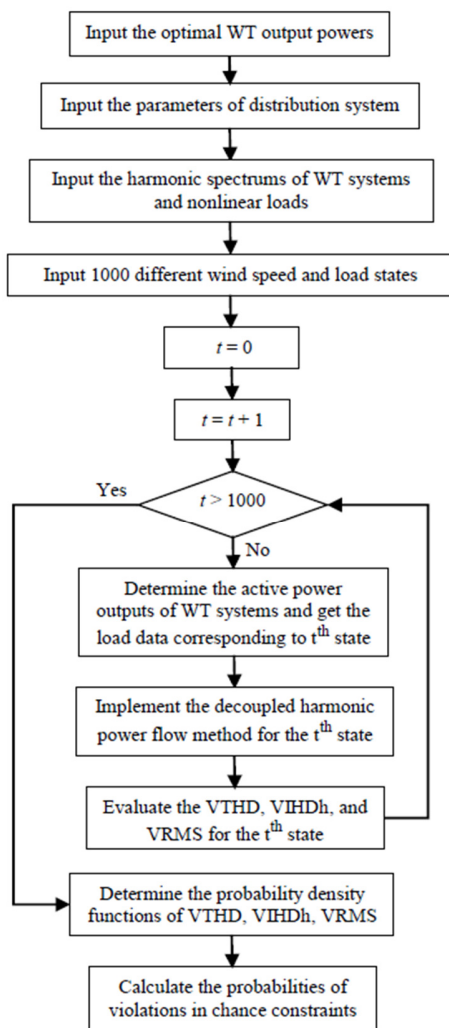 Input the optimal WT output powers
Input the parameters of distribution system
Input the harmonic spectrums of WT systems
and nonlinear loads
Input 1000 different wind speed and load states
t = 0
t = t + 1
Yes
t > 1000
No
Determine the active power
outputs of WT systems and get the
load data corresponding to t^th state
Implement the decoupled harmonic
power flow method for the t^th state
Evaluate the VTHD, VIHDh, and
VRMS for the t^th state
Determine the probability density
functions of VTHD, VIHDh, VRMS
Calculate the probabilities of
violations in chance constraints